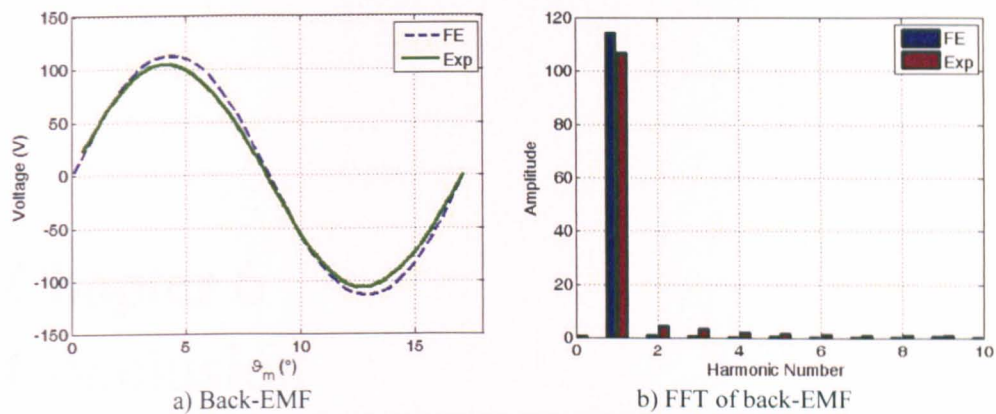 150
100
50
0
-50
-100
-150
Voltage (V)
FE
Exp
0 5 10 15
ϑm (°)
a) Back-EMF
120
100
80
60
40
20
0
Amplitude
FE
Exp
0 2 4 6 8 10
Harmonic Number
b) FFT of back-EMF